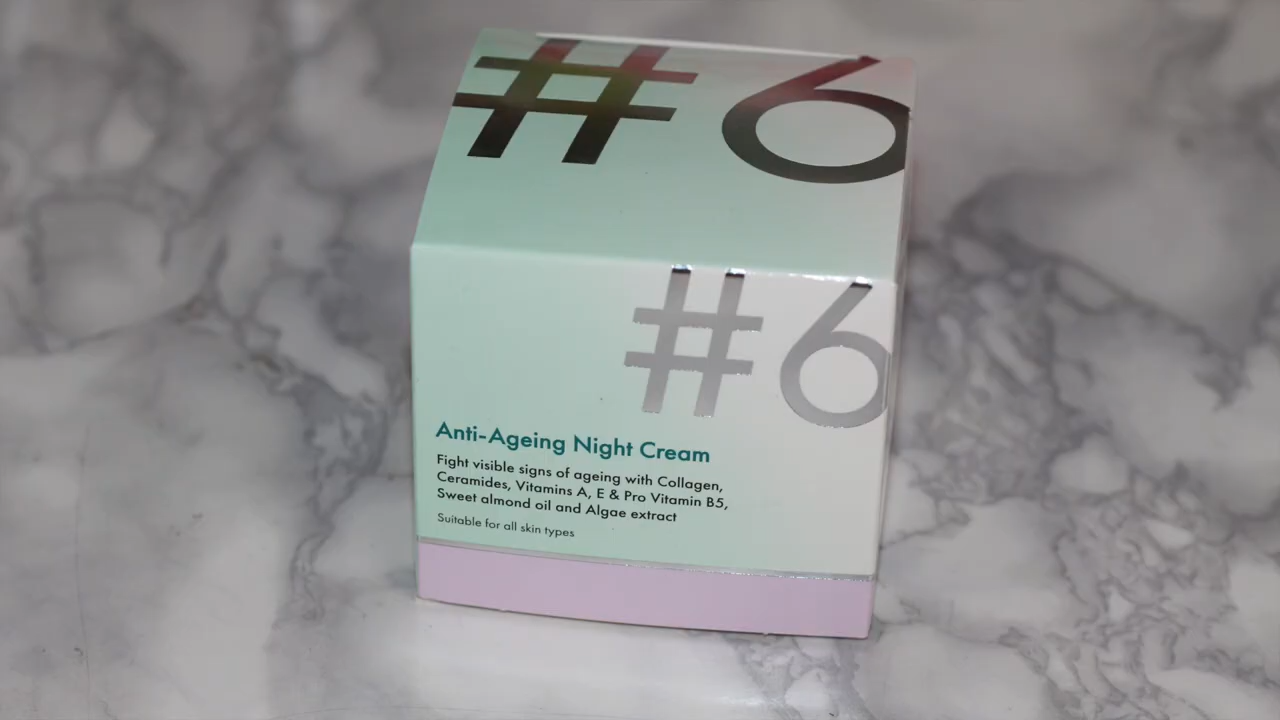 #6
#6
Anti-Ageing Night Cream
Fight visible signs of ageing with Collagen,
Ceramides, Vitamins A, E & Pro Vitamin B5,
Sweet almond oil and Algae extract
Suitable for all skin types